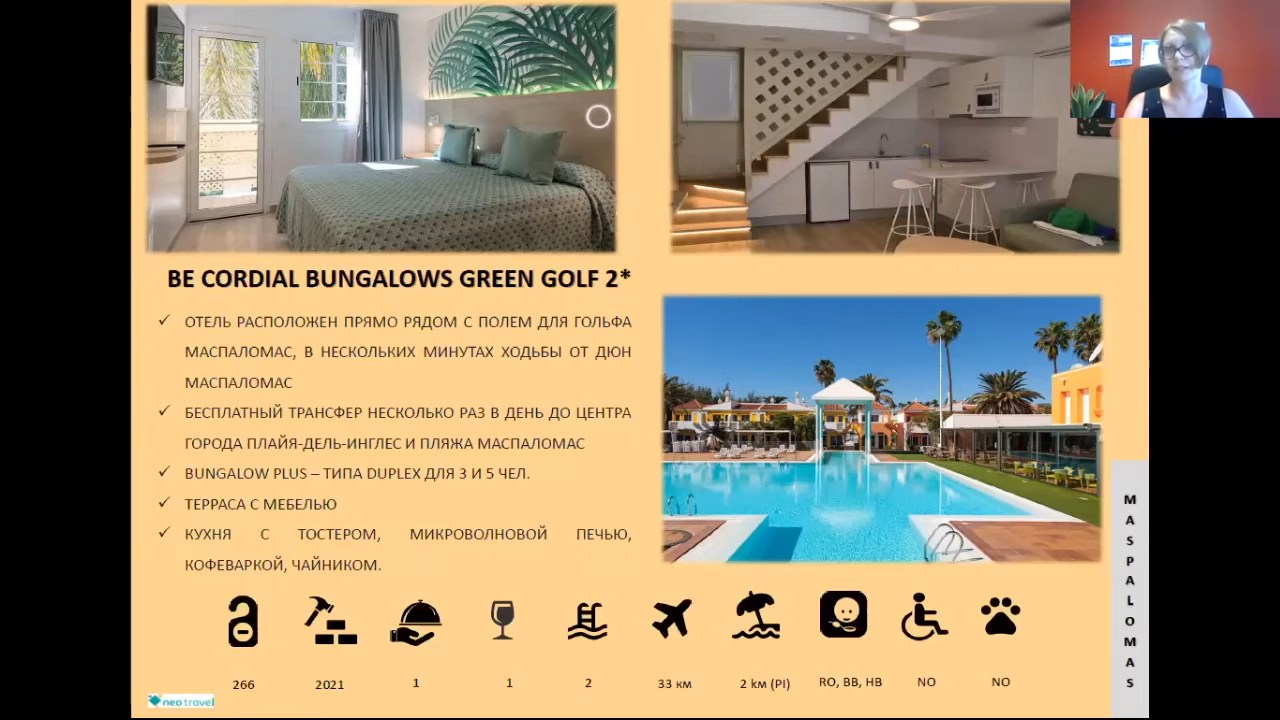 BE CORDIAL BUNGALOWS GREEN GOLF 2*
✓ ОТЕЛЬ РАСПОЛОЖЕН ПРЯМО РЯДОМ С ПОЛЕМ ДЛЯ ГОЛЬФА
МАСПАЛОМАС, В НЕСКОЛЬКИХ МИНУТАХ ХОДЬБЫ ОТ ДЮН
МАСПАЛОМАС
✓ БЕСПЛАТНЫЙ ТРАНСФЕР НЕСКОЛЬКО РАЗ В ДЕНЬ ДО ЦЕНТРА
ГОРОДА ПЛАЙЯ-ДЕЛЬ-ИНГЛЕС И ПЛЯЖА МАСПАЛОМАС
✓ BUNGALOW PLUS – ТИПА DUPLEX ДЛЯ 3 И 5 ЧЕЛ.
✓ ТЕРРАСА С МЕБЕЛЬЮ
✓ КУХНЯ С ТОСТЕРОМ, МИКРОВОЛНОВОЙ ПЕЧЬЮ,
КОФЕВАРКОЙ, ЧАЙНИКОМ.
266 2021 1 1 2 33 км 2 км (PI) RO, BB, HB NO NO
neo travel
MASPALOMAS